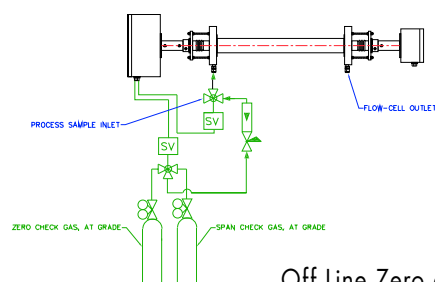 FLOW-CELL OUTLET
PROCESS SAMPLE INLET
SV
SV
ZERO CHECK GAS, AT GRADE
SPAN CHECK GAS, AT GRADE
Off Line Zero